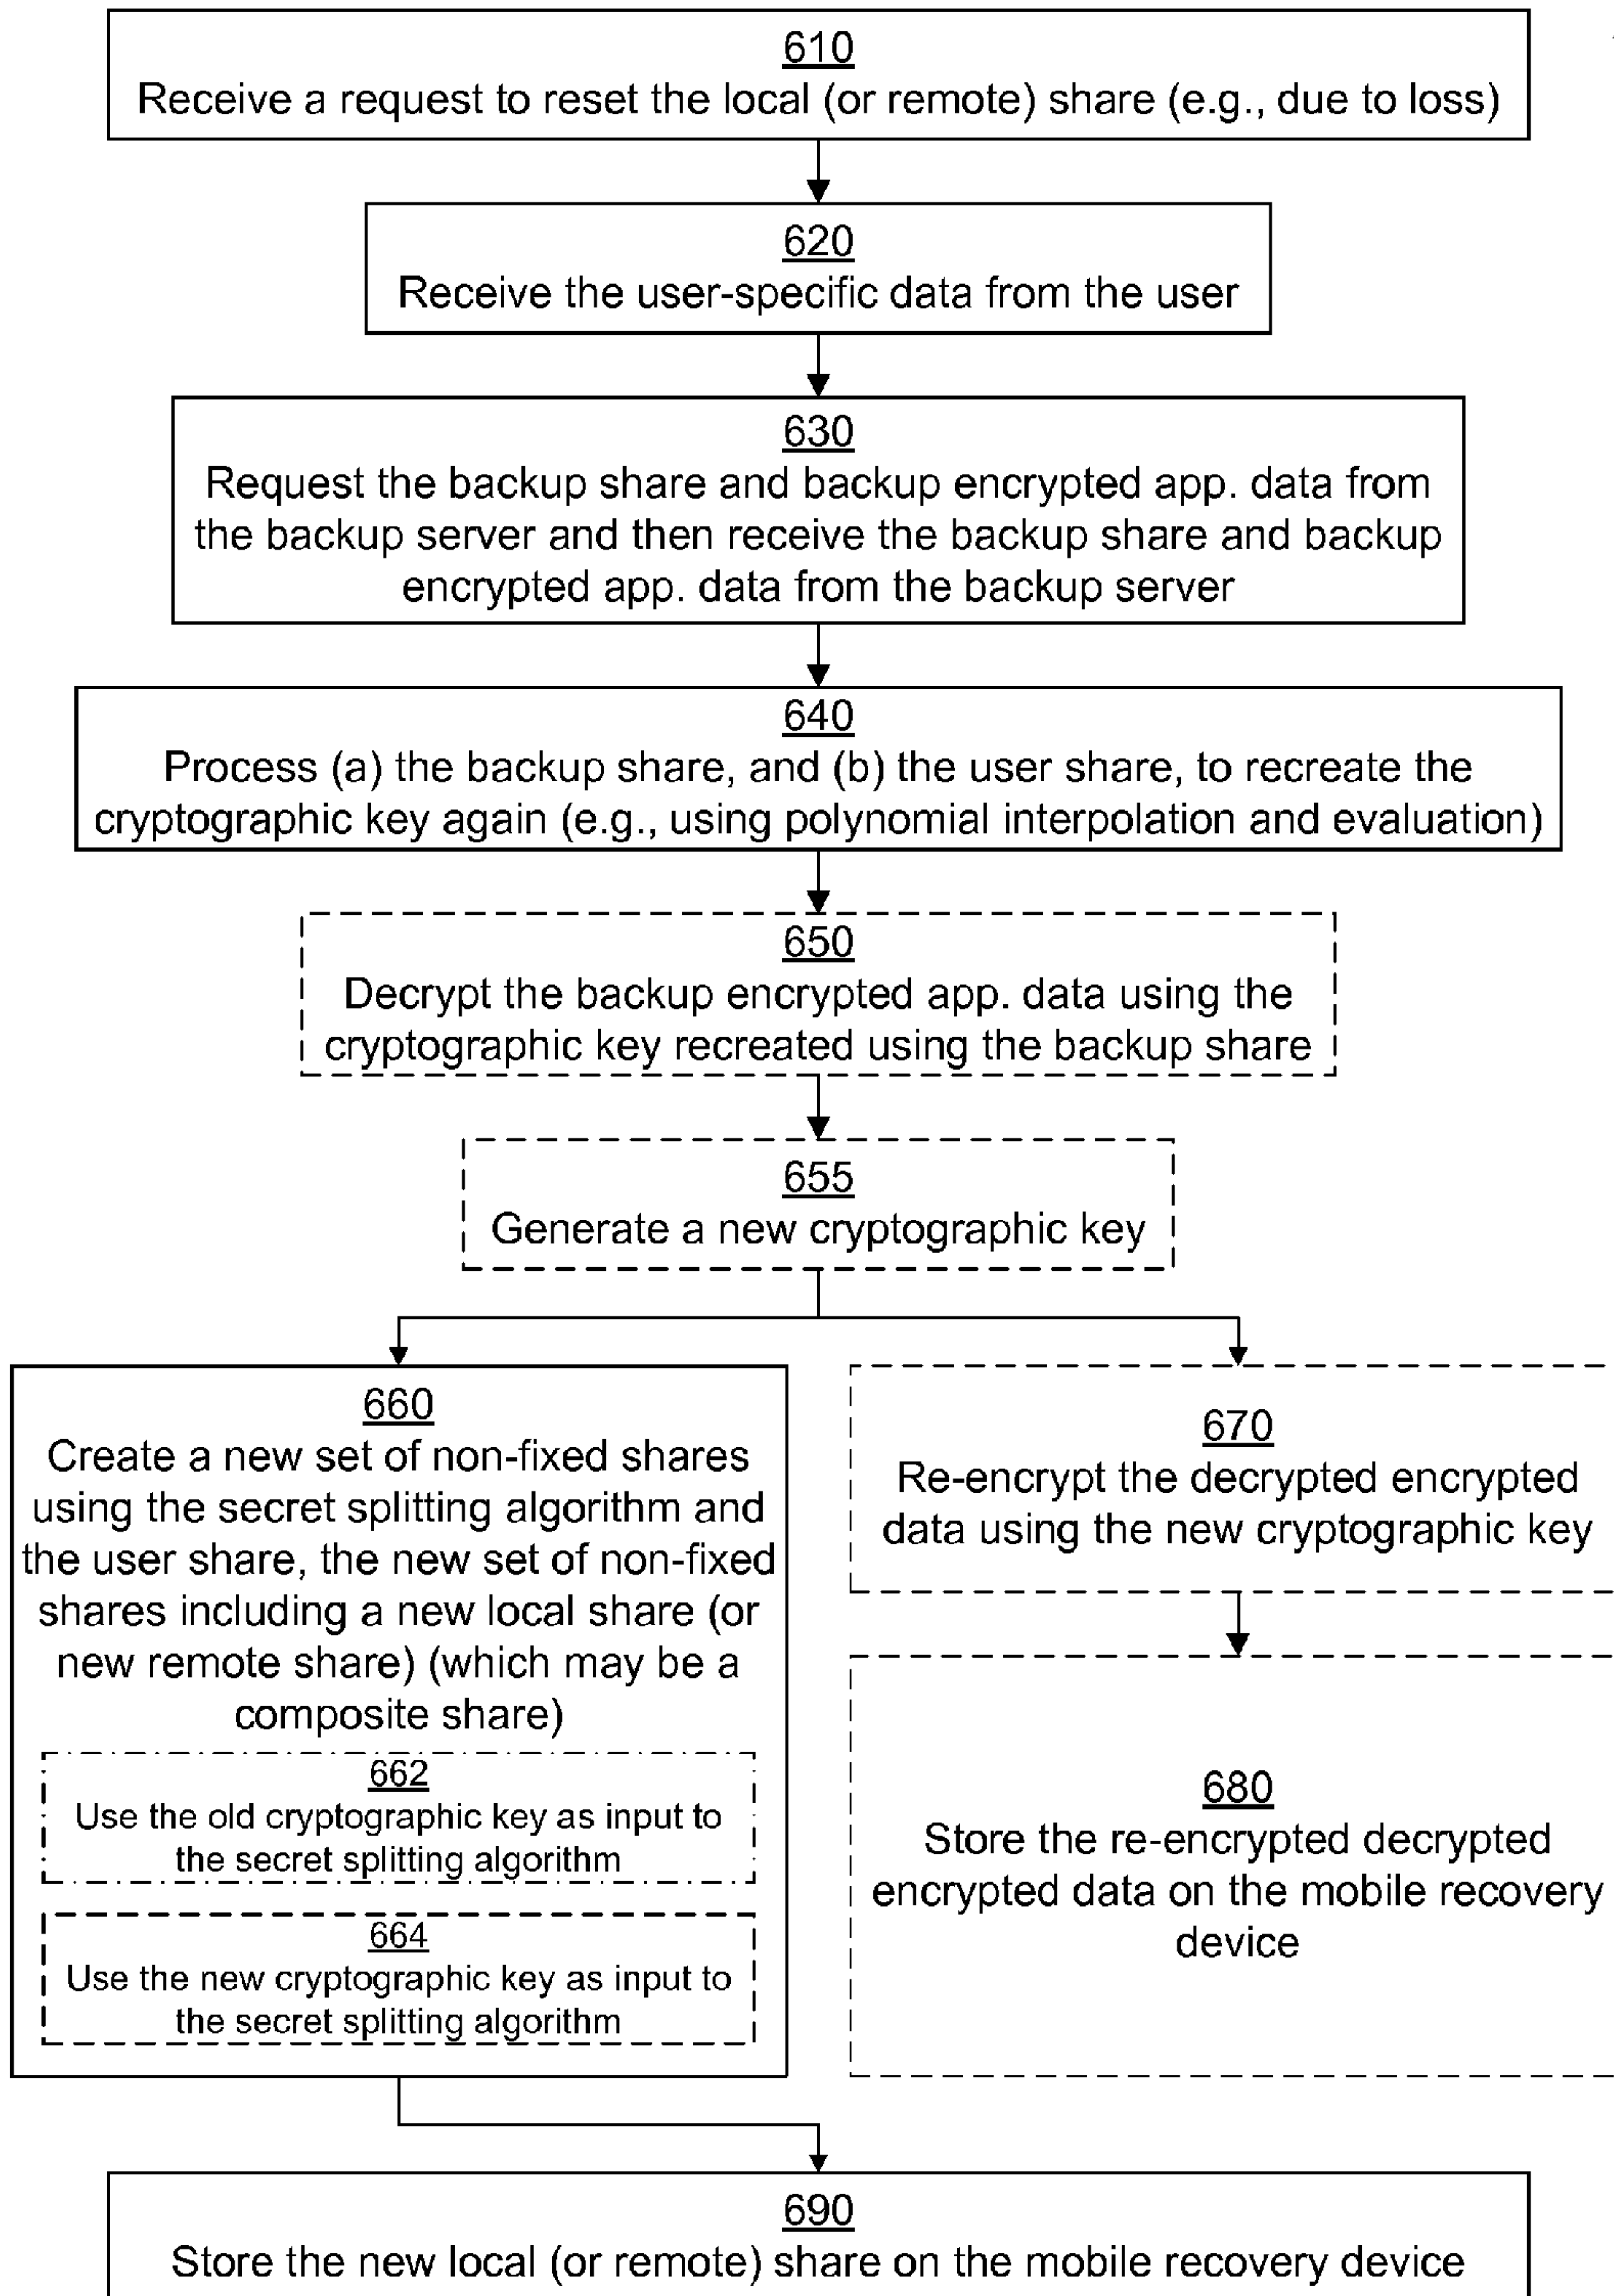 610
Receive a request to reset the local (or remote) share (e.g., due to loss)
620
Receive the user-specific data from the user
630
Request the backup share and backup encrypted app. data from
the backup server and then receive the backup share and backup
encrypted app. data from the backup server
640
Process (a) the backup share, and (b) the user share, to recreate the
cryptographic key again (e.g., using polynomial interpolation and evaluation)
650
Decrypt the backup encrypted app. data using the
cryptographic key recreated using the backup share
655
Generate a new cryptographic key
660
Create a new set of non-fixed shares
using the secret splitting algorithm and
the user share, the new set of non-fixed
shares including a new local share (or
new remote share) (which may be a
composite share)
662
Use the old cryptographic key as input to
the secret splitting algorithm
664
Use the new cryptographic key as input to
the secret splitting algorithm
670
Re-encrypt the decrypted encrypted
data using the new cryptographic key
680
Store the re-encrypted decrypted
encrypted data on the mobile recovery
device
690
Store the new local (or remote) share on the mobile recovery device